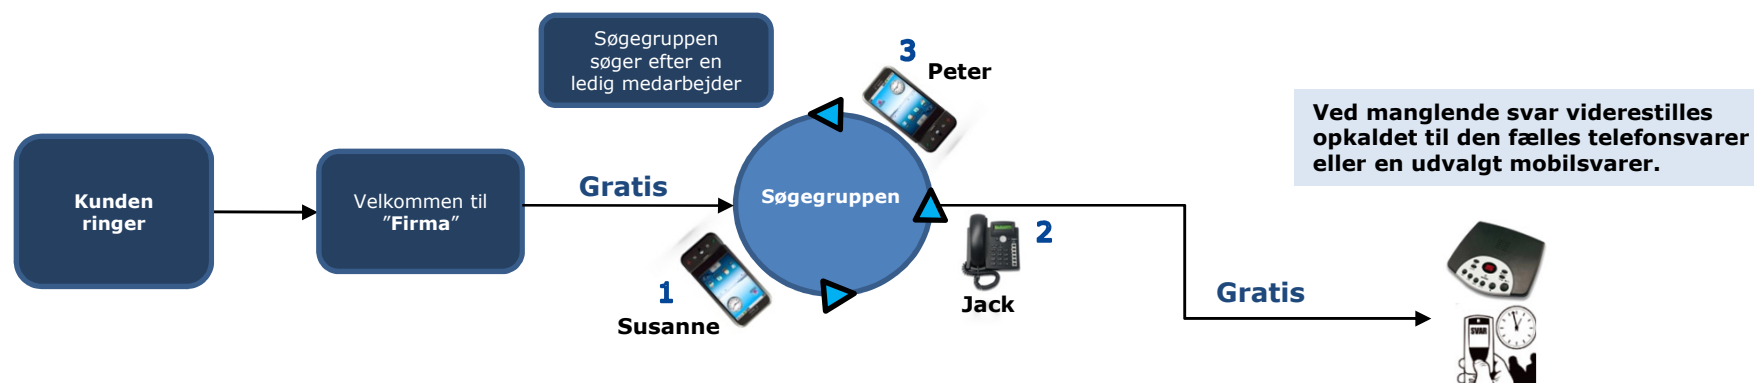 Søgegruppen
søger efter en
ledig medarbejder
3
Peter
Ved manglende svar viderestilles
opkaldet til den fælles telefonsvarer
eller en udvalgt mobilsvarer.
Kunden
ringer
Velkommen til
”Firma”
Gratis
Søgegruppen
2
Jack
1
Susanne
Gratis
SVAR